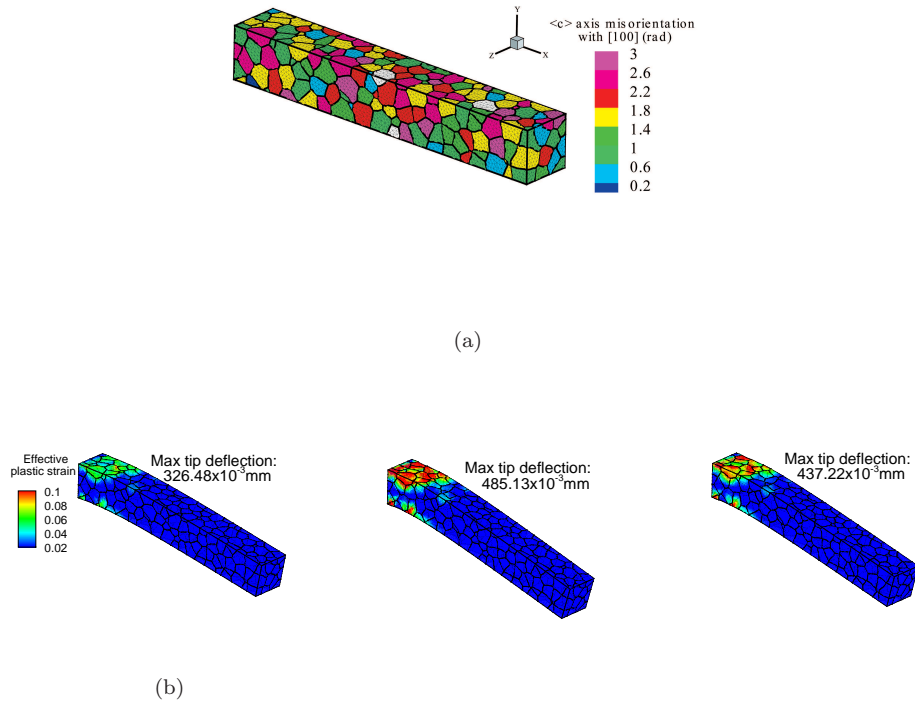 Y
Z
X
<c> axis misorientation
with [100] (rad)
3
2.6
2.2
1.8
1.4
1
0.6
0.2
(a)
Effective
plastic strain
0.1
0.08
0.06
0.04
0.02
Max tip deflection:
326.48x10⁻³mm
Max tip deflection:
485.13x10⁻³mm
Max tip deflection:
437.22x10⁻³mm
(b)